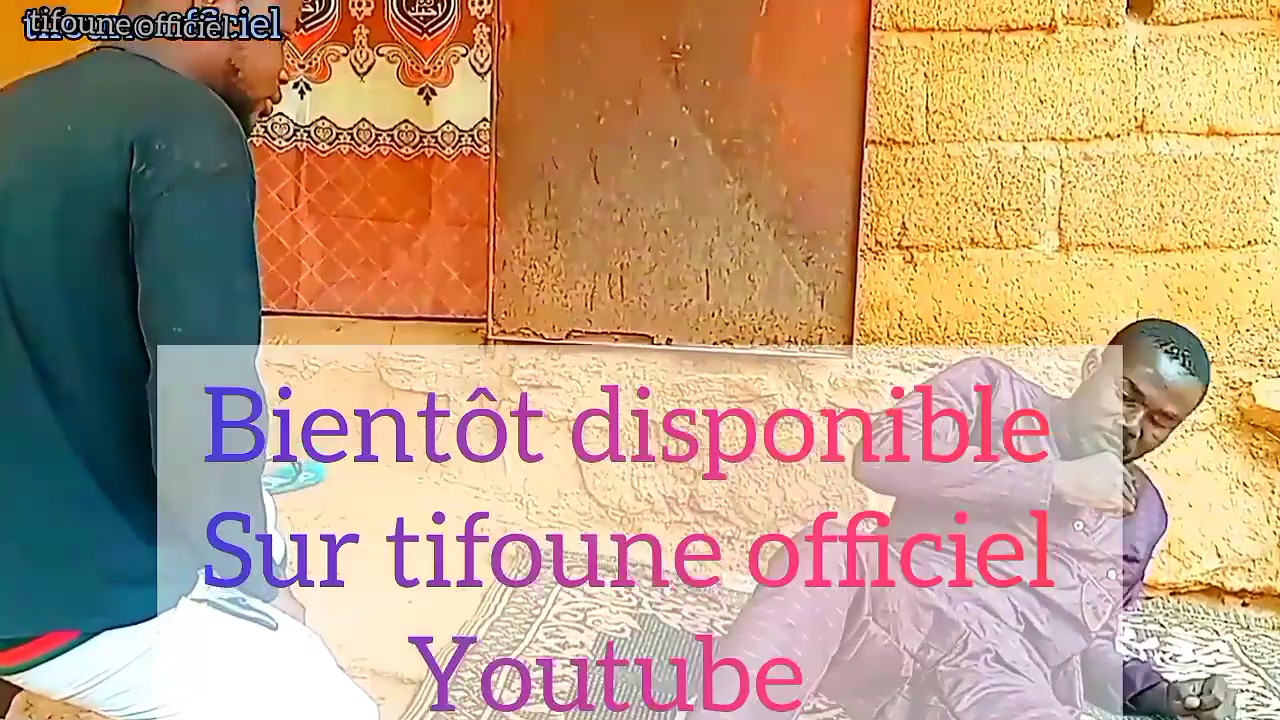 tifoune officiel
Bientôt disponible
Sur tifoune officiel
Youtube